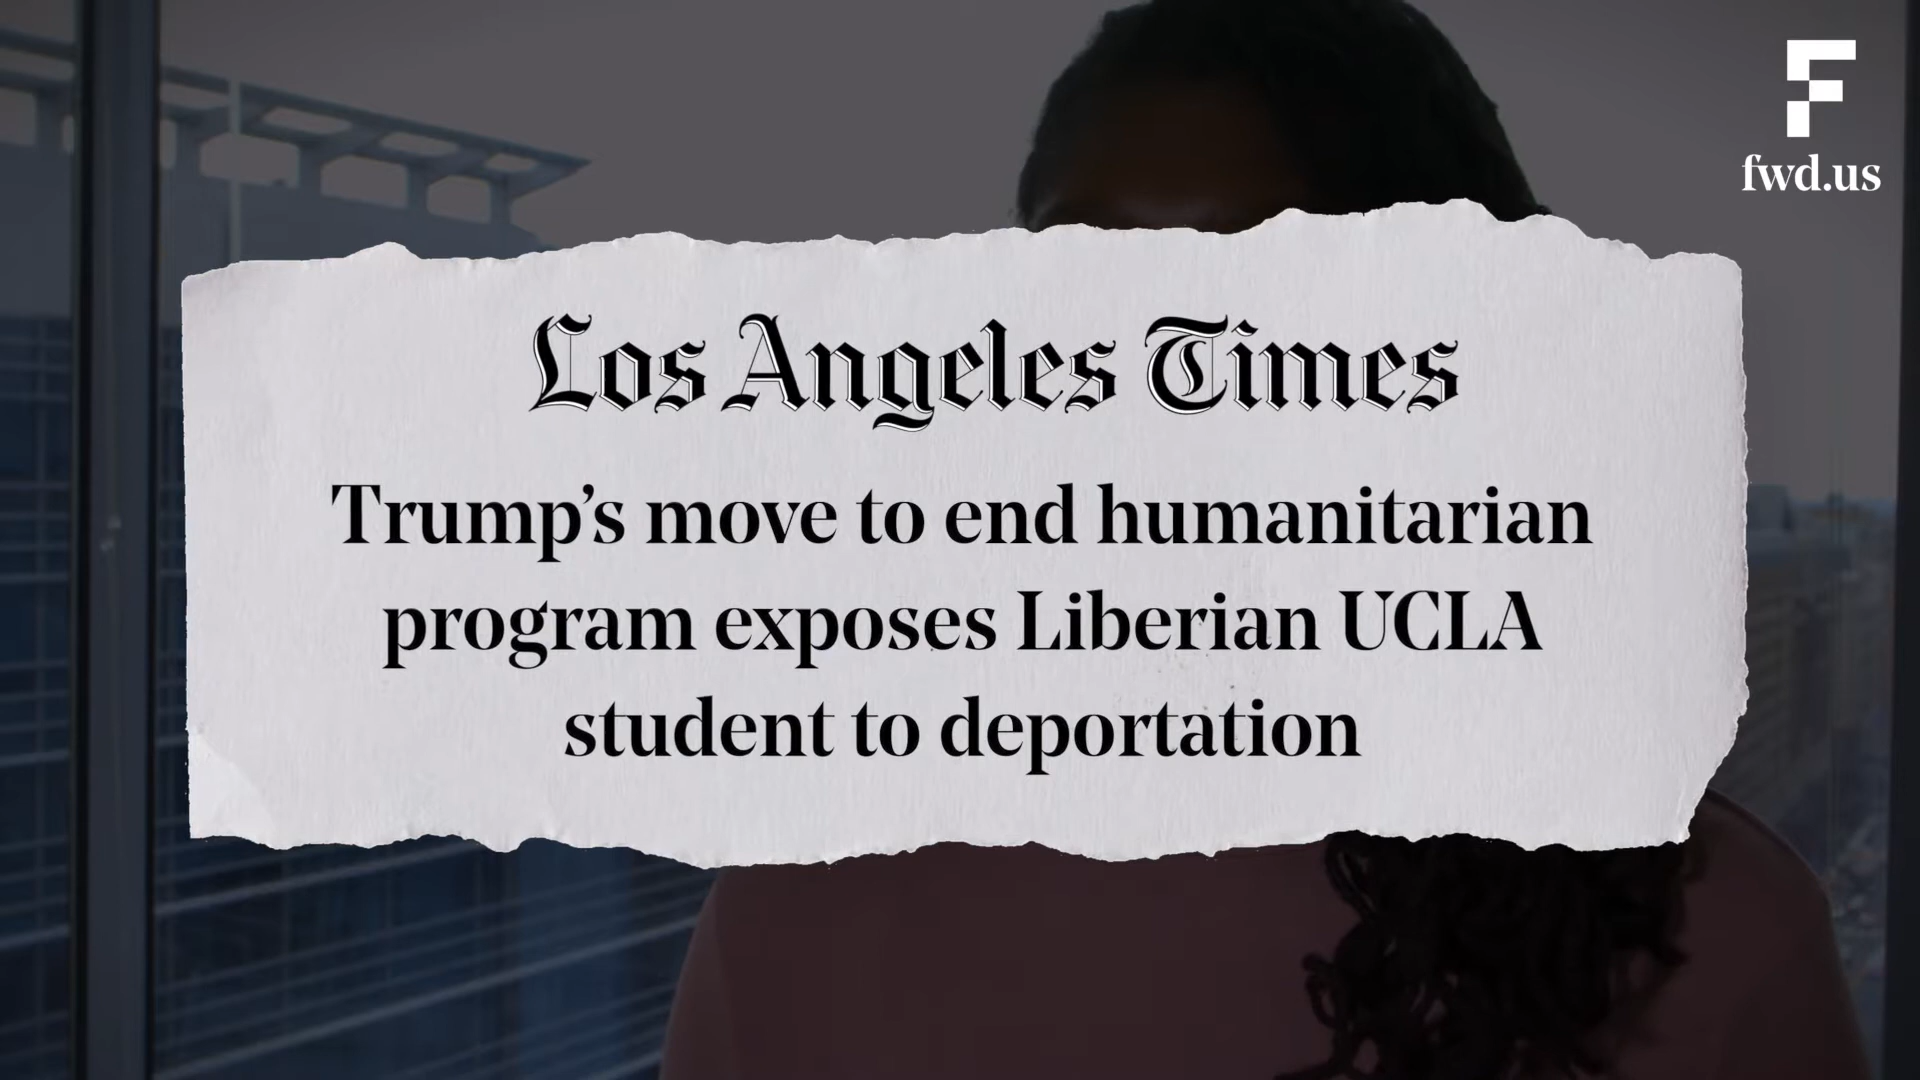 fwd.us
Los Angeles Times
Trump’s move to end humanitarian
program exposes Liberian UCLA
student to deportation